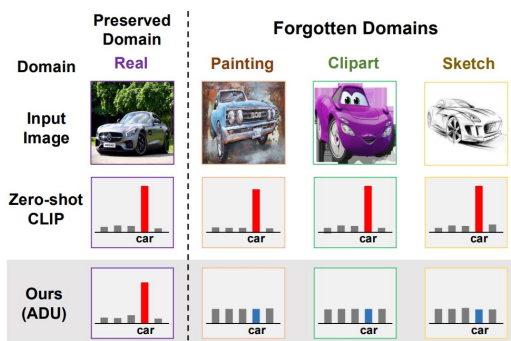 Preserved
Domain
Forgotten Domains
Domain
Real
Painting
Clipart
Sketch
Input
Image
Zero-shot
CLIP
car
car
car
car
Ours
(ADU)
car
car
car
car